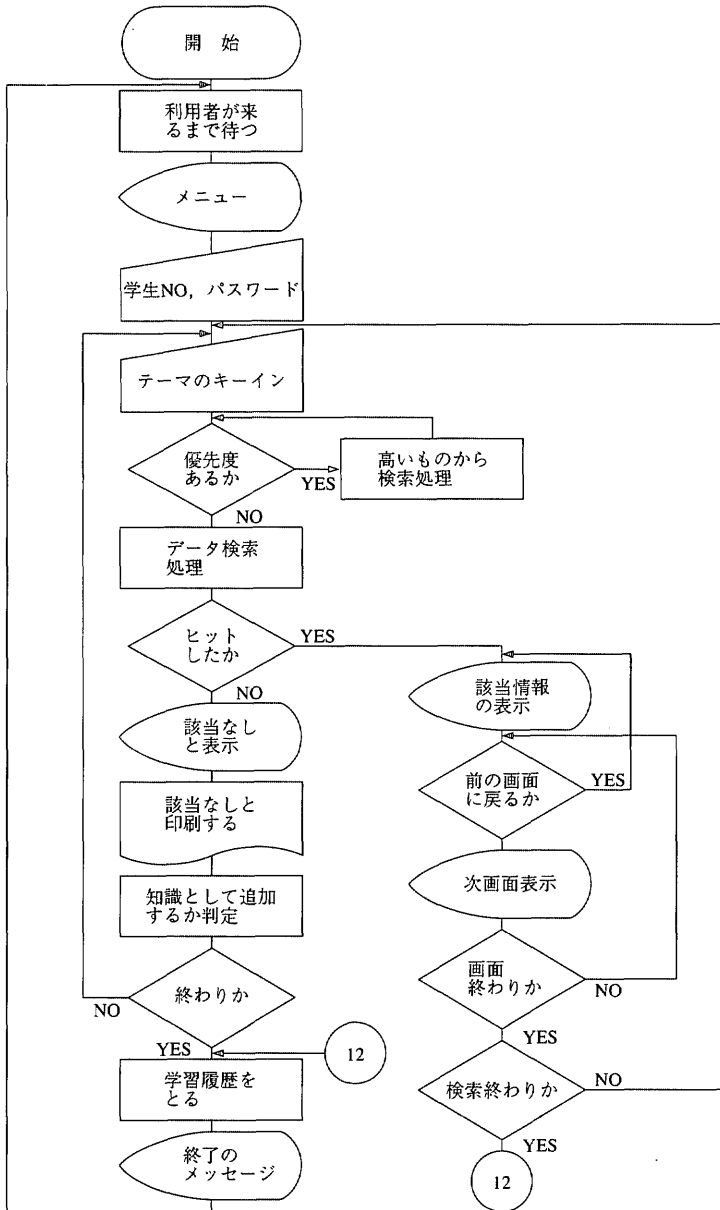 開 始
利用者が来
るまで待つ
メニュー
学生NO, パスワード
テーマのキーイン
優先度
あるか
YES
高いものから
検索処理
NO
データ検索
処理
ヒット
したか
YES
NO
該当なし
と表示
該当なしと
印刷する
知識として追加
するか判定
終わりか
NO
YES
12
学習履歴を
とる
終了の
メッセージ
該当情報
の表示
前の画面
に戻るか
YES
次画面表示
画面
終わりか
NO
YES
検索終わりか
NO
YES
12